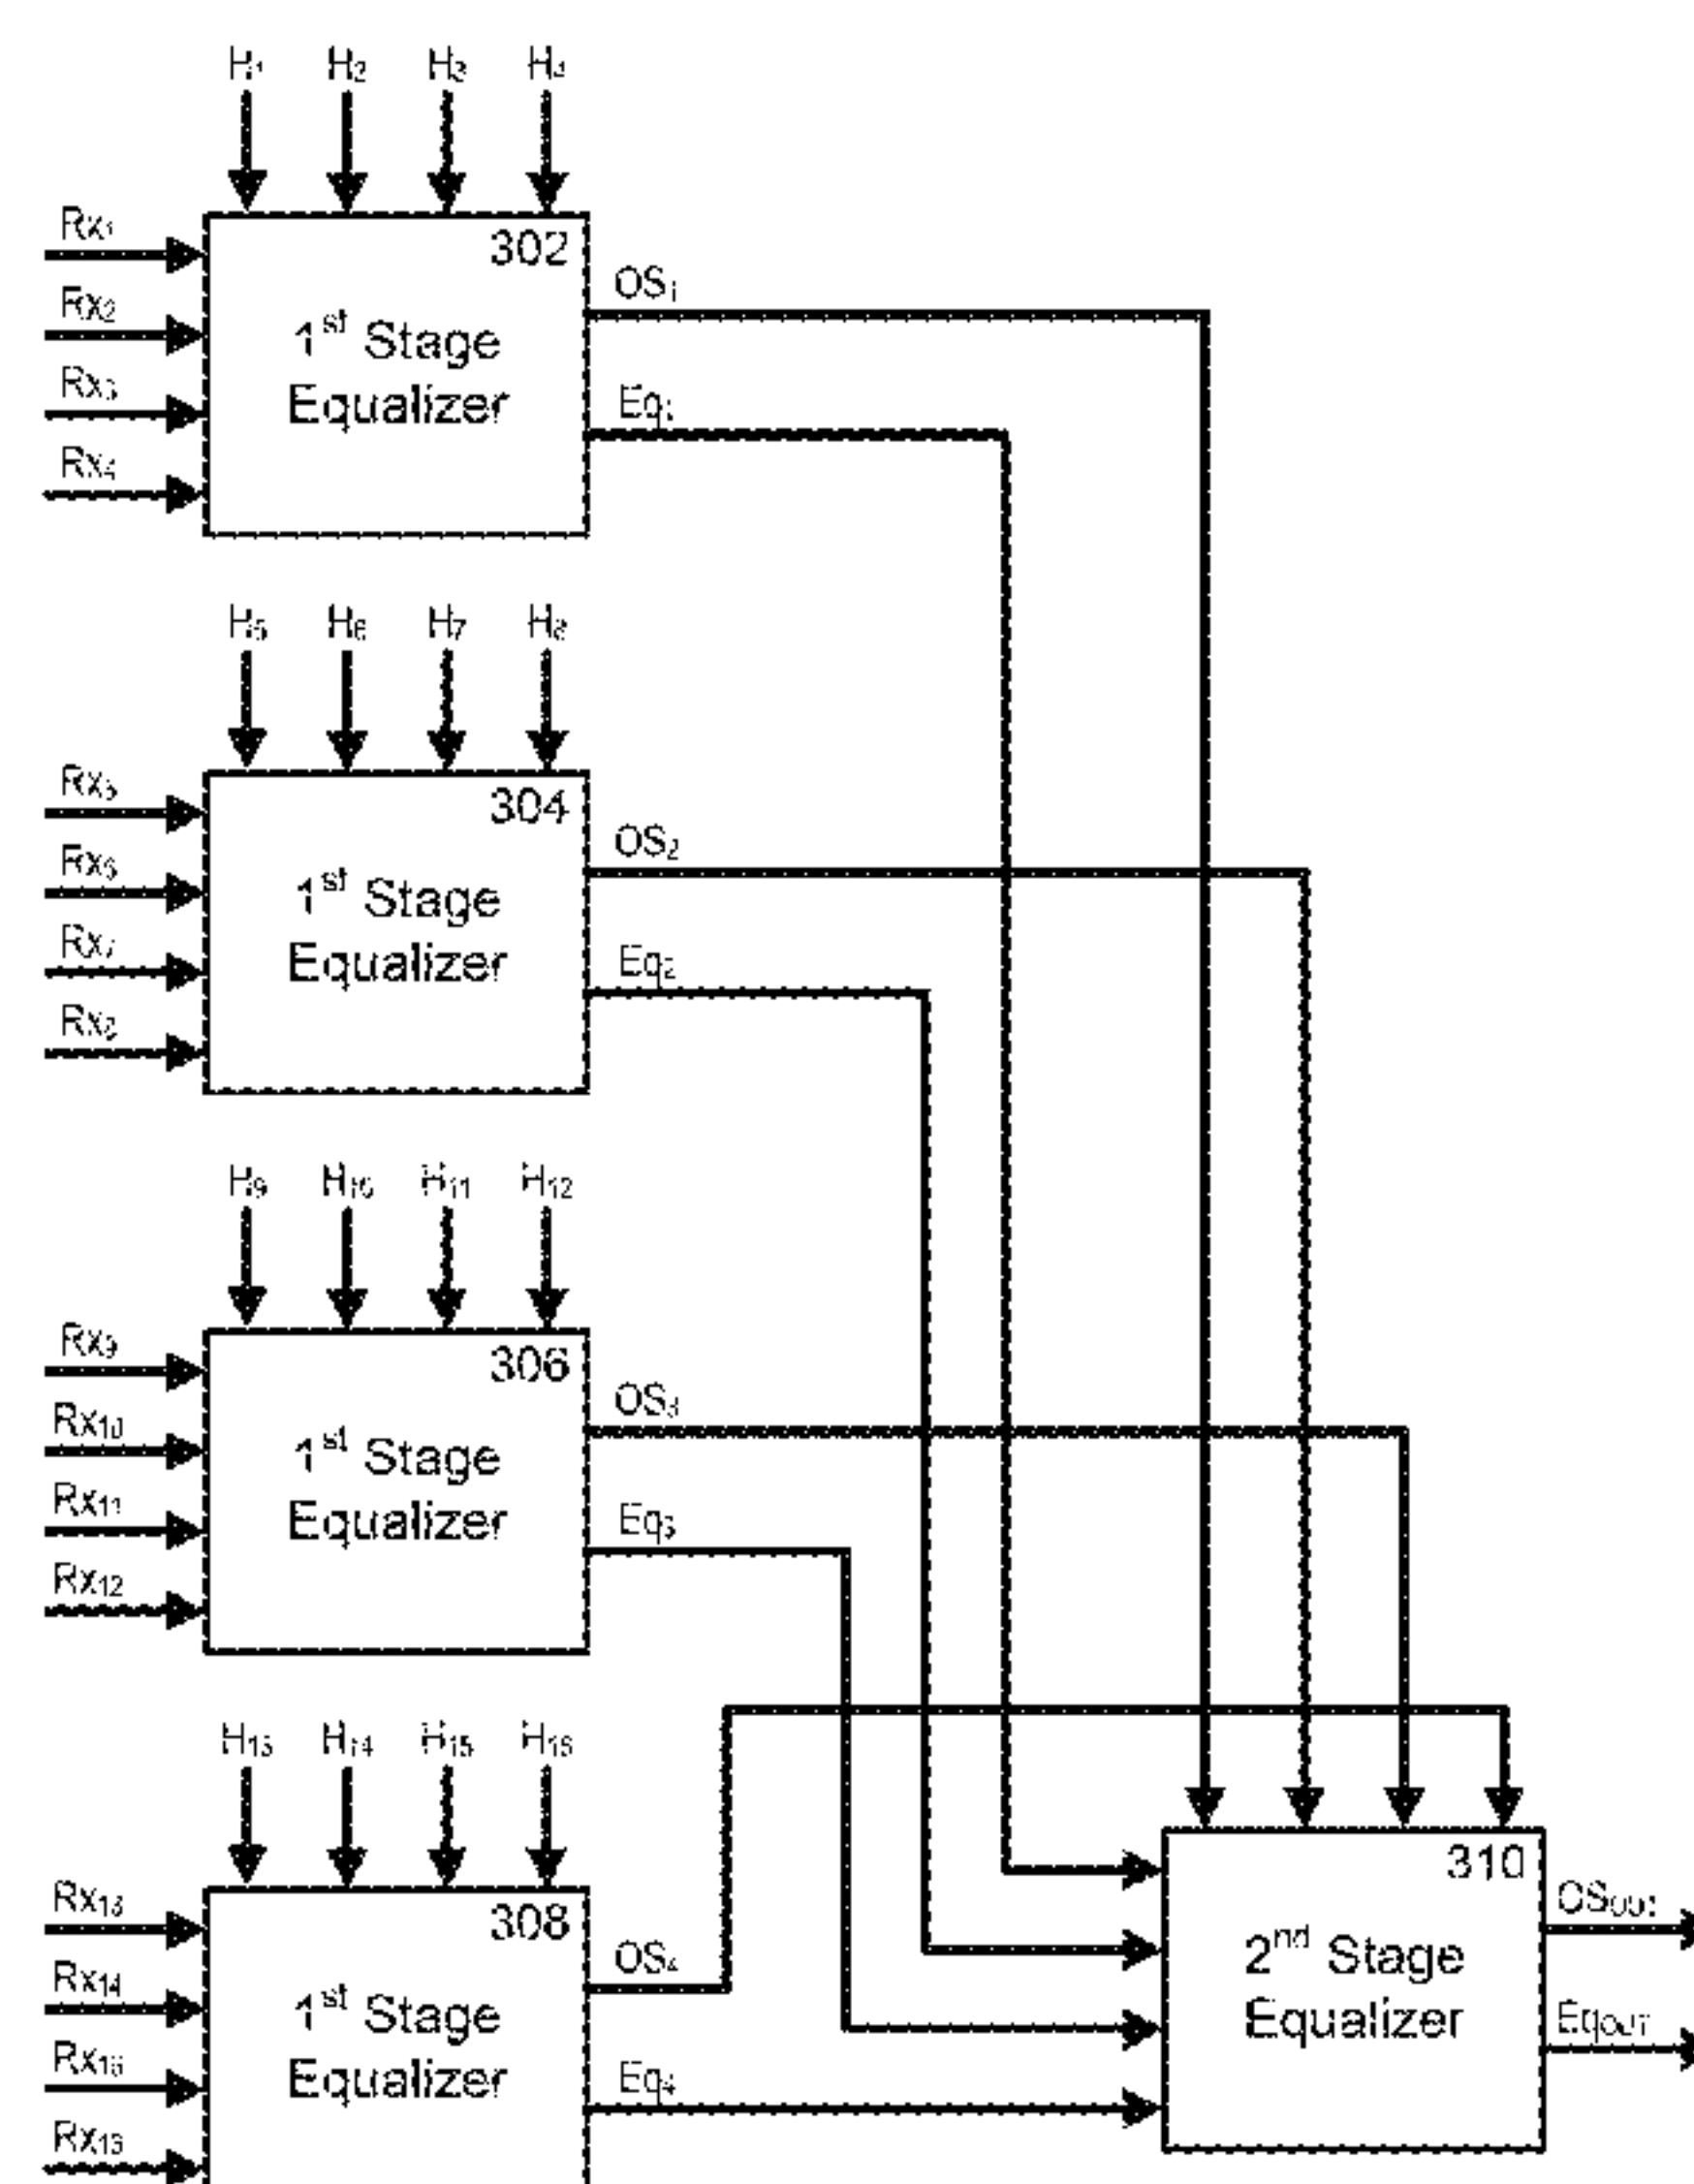 H₁ H₂ H₃ H₄
Rx₁
Rx₂
Rx₃
Rx₄
302
1st Stage
Equalizer
OS₁
Eq₁
H₅ H₆ H₇ H₈
Rx₅
Rx₆
Rx₇
Rx₈
304
1st Stage
Equalizer
OS₂
Eq₂
H₉ H₁₀ H₁₁ H₁₂
Rx₉
Rx₁₀
Rx₁₁
Rx₁₂
306
1st Stage
Equalizer
OS₃
Eq₃
H₁₃ H₁₄ H₁₅ H₁₆
Rx₁₃
Rx₁₄
Rx₁₅
Rx₁₆
308
1st Stage
Equalizer
OS₄
Eq₄
310
2nd Stage
Equalizer
OSOUT
EqOUT